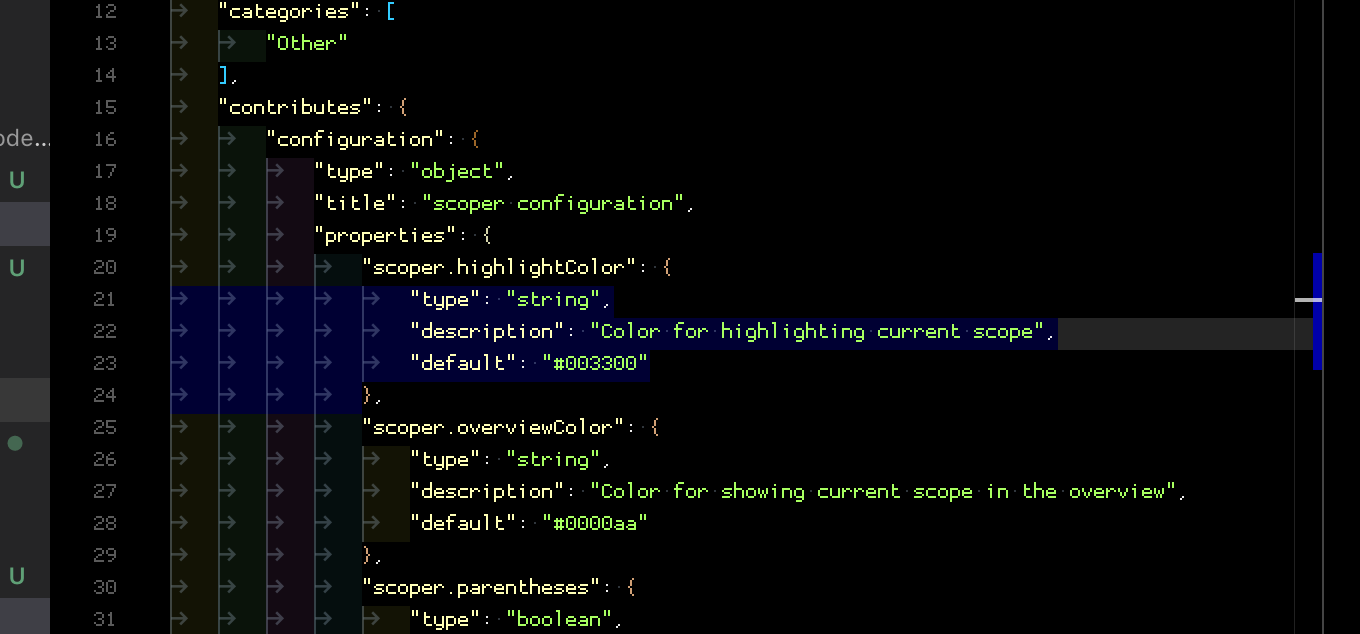 ode...
U
U
U
12 "categories": [
13 "Other"
14 ],
15 "contributes": {
16 "configuration": {
17 "type": "object",
18 "title": "scoper configuration",
19 "properties": {
20 "scoper.highlightColor": {
21 "type": "string",
22 "description": "Color for highlighting current scope",
23 "default": "#003300"
24 },
25 "scoper.overviewColor": {
26 "type": "string",
27 "description": "Color for showing current scope in the overview",
28 "default": "#0000aa"
29 },
30 "scoper.parentheses": {
31 "type": "boolean",